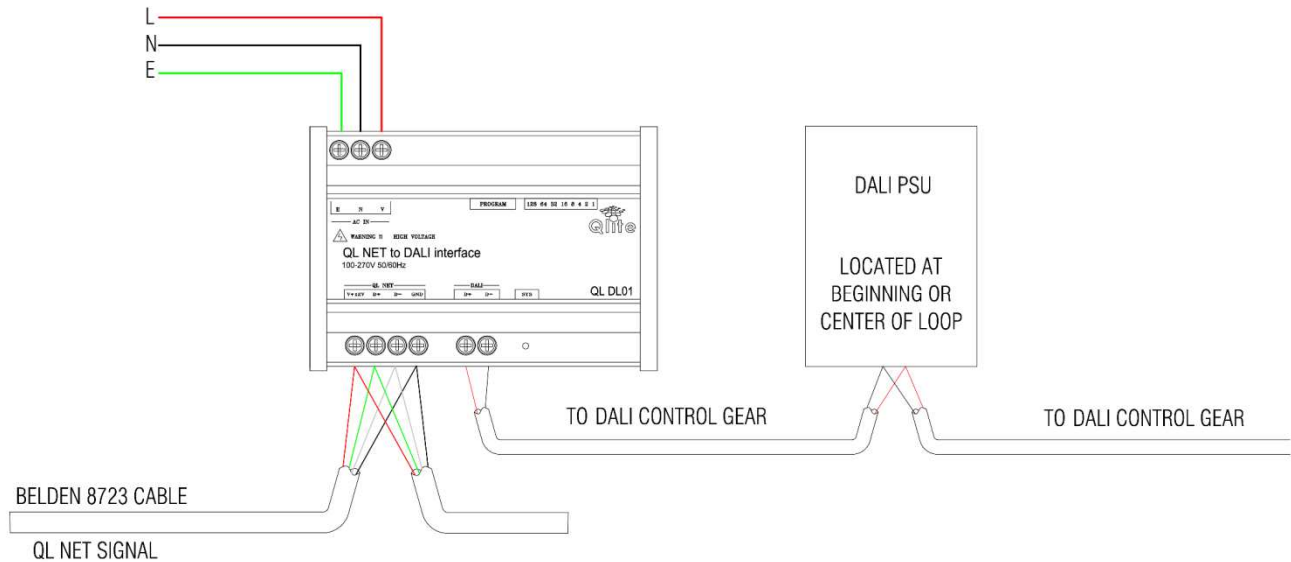 L
N
E
E N V
AC IN
PROGRAM
128 64 32 16 8 4 2 1
Qlite
WARNING !! HIGH VOLTAGE
QL NET to DALI interface
100-270V 50/60Hz
QL NET
DALI
V+12V D+ D- GND
D+ D-
QL DL01
DALI PSU
LOCATED AT
BEGINNING OR
CENTER OF LOOP
TO DALI CONTROL GEAR
TO DALI CONTROL GEAR
BELDEN 8723 CABLE
QL NET SIGNAL